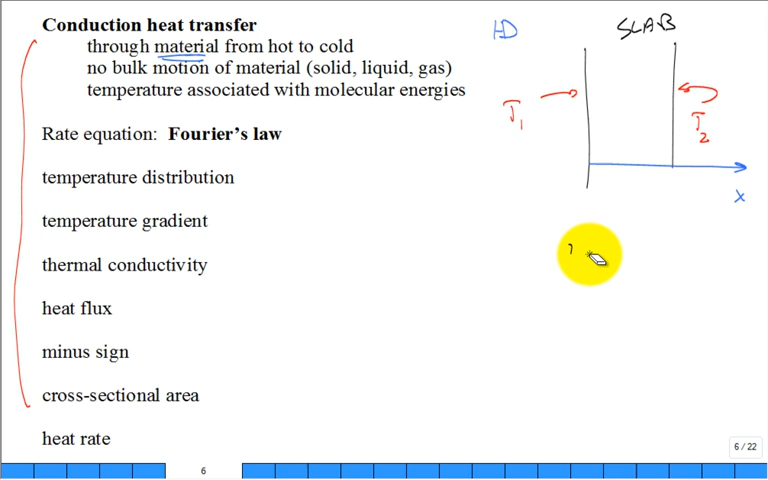 Conduction heat transfer
through material from hot to cold
no bulk motion of material (solid, liquid, gas)
temperature associated with molecular energies
Rate equation: Fourier's law
temperature distribution
temperature gradient
thermal conductivity
heat flux
minus sign
cross-sectional area
heat rate
1D
SLAB
T1
T2
x
6
6 / 22